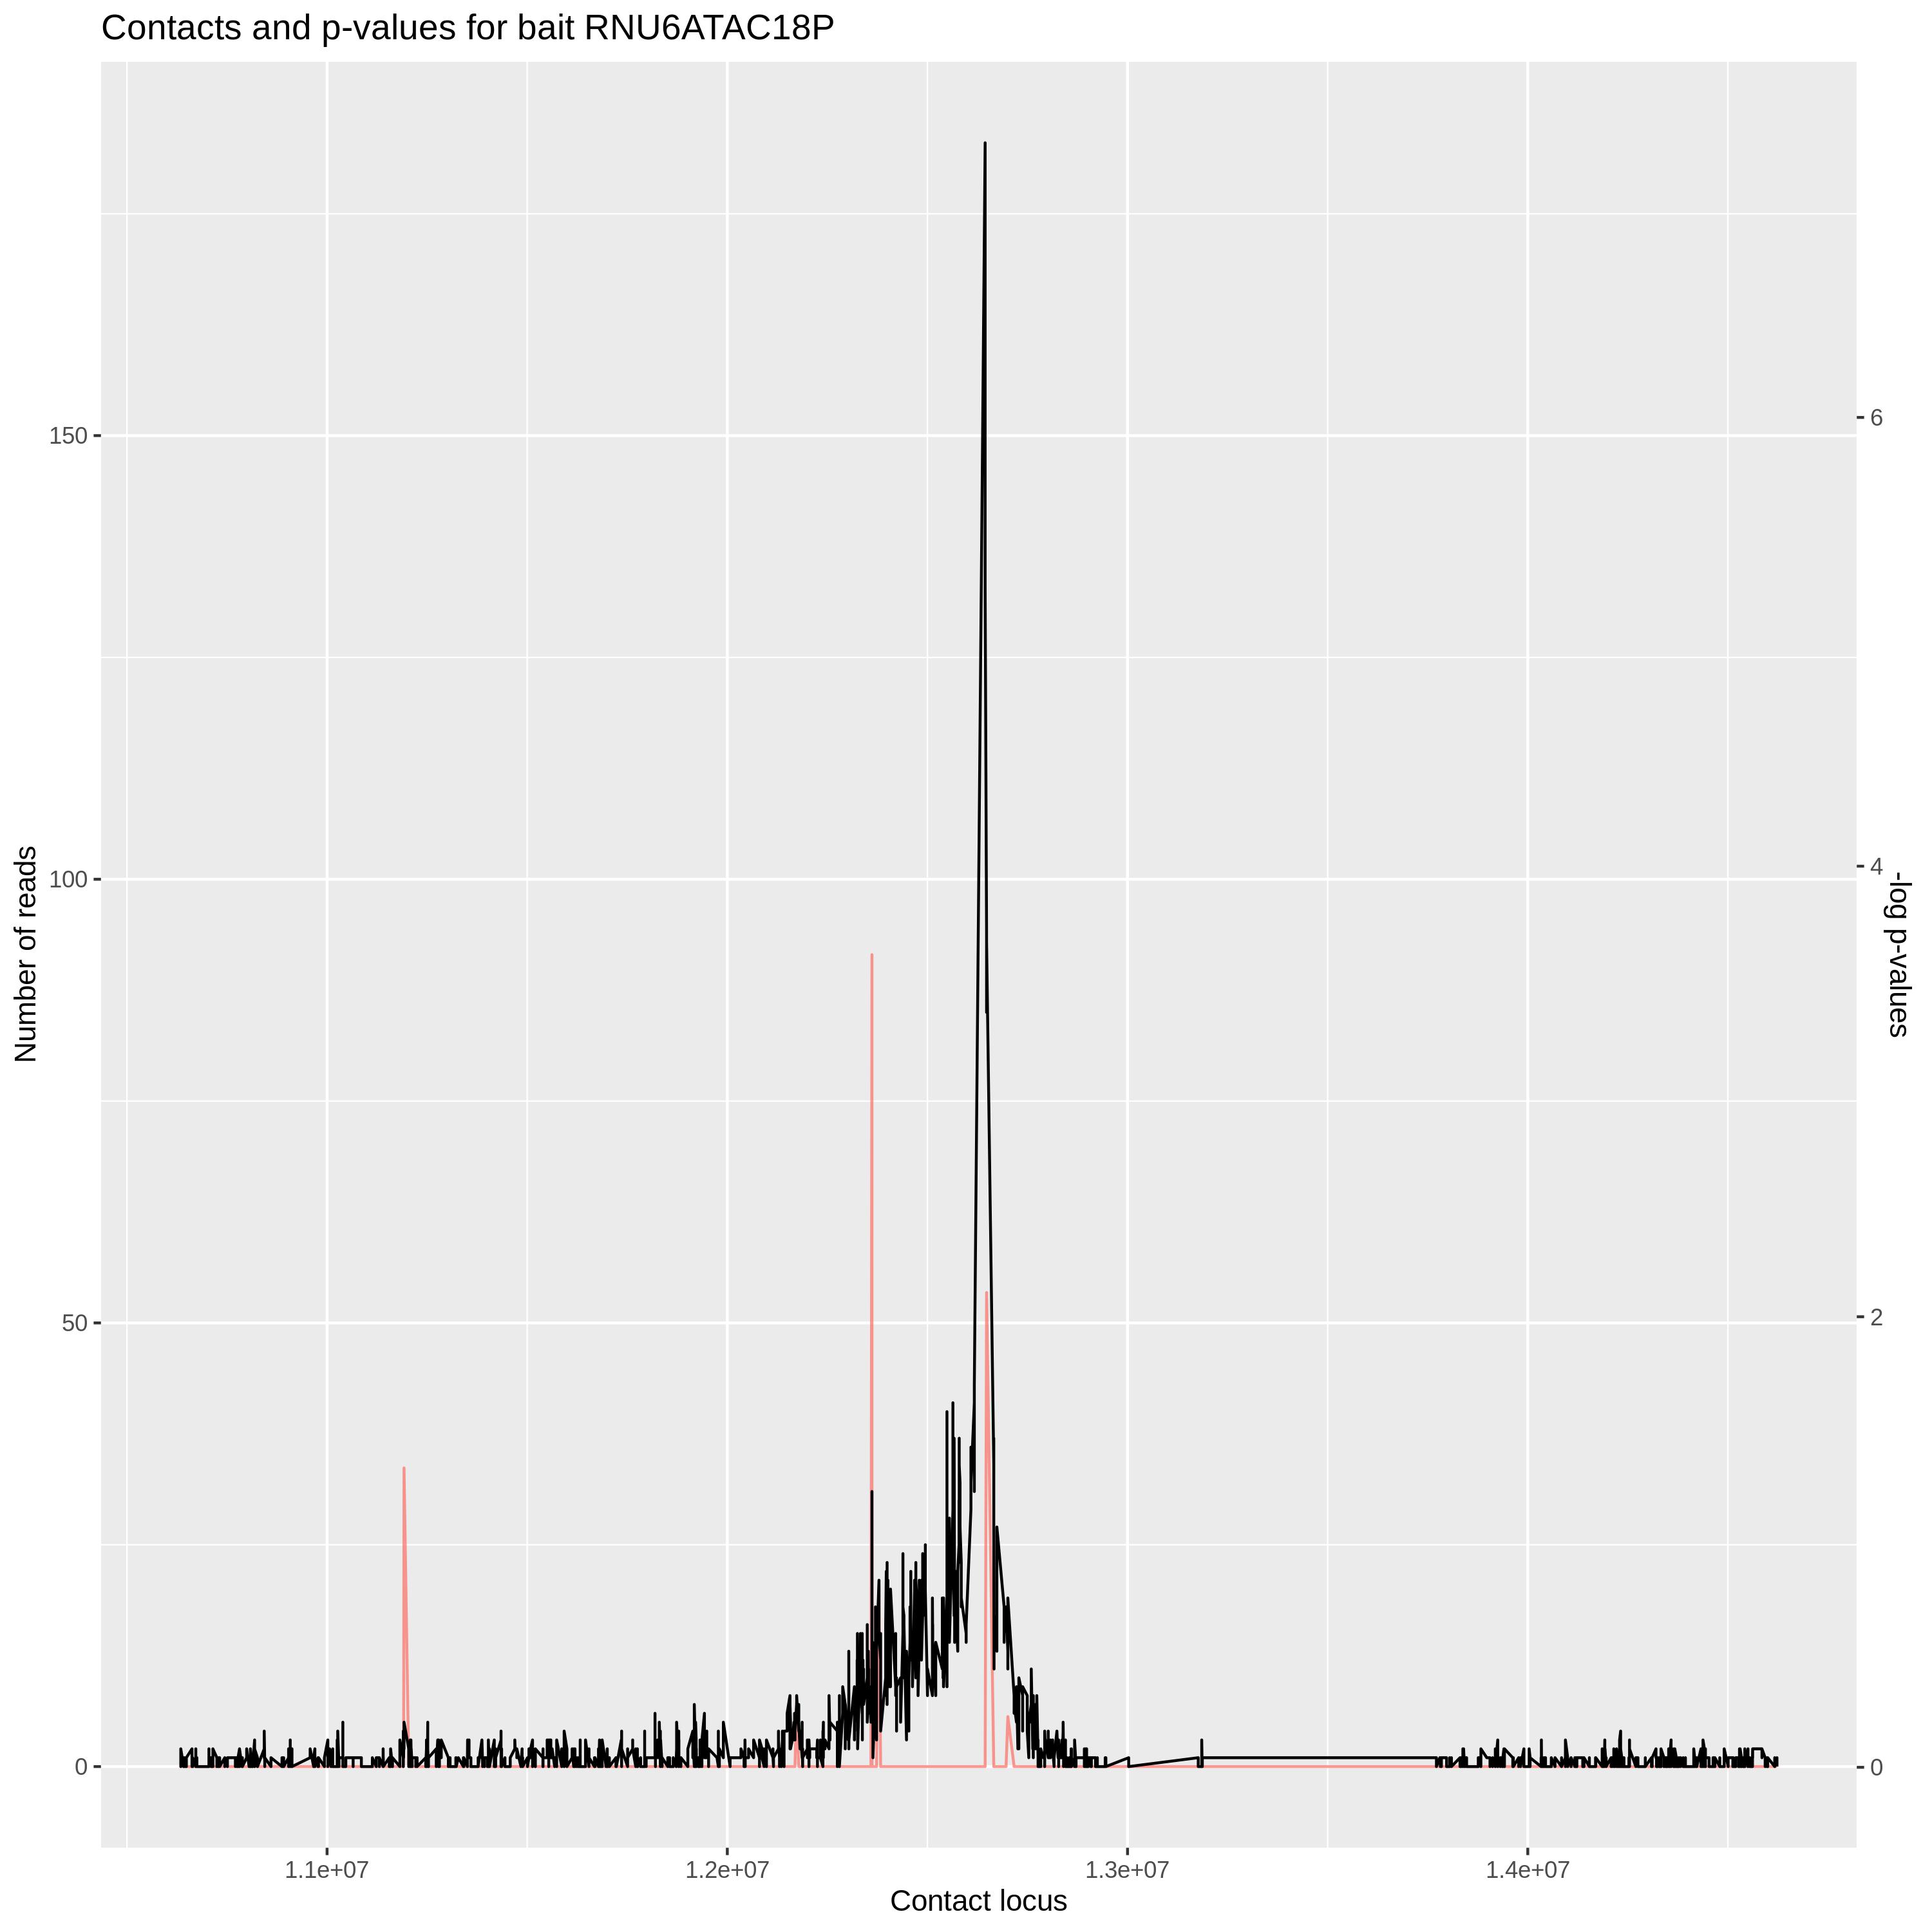 Contacts and p-values for bait RNU6ATAC18P
150
100
50
0
6
4
2
0
Number of reads
-log p-values
1.1e+07
1.2e+07
1.3e+07
1.4e+07
Contact locus